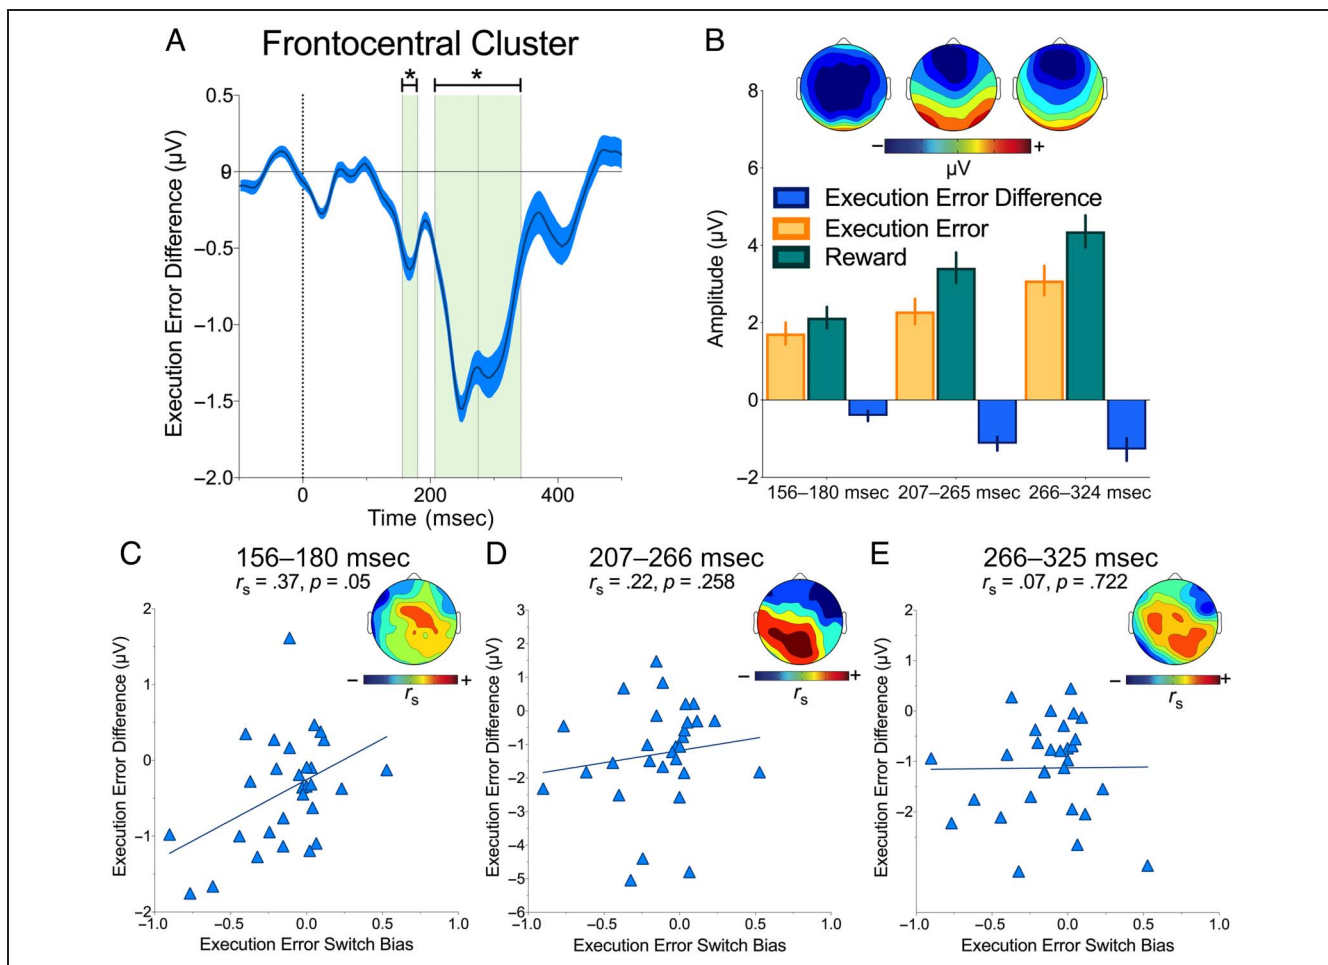 A
Frontocentral Cluster
*
*
0.5
0
−0.5
−1.0
−1.5
−2.0
Execution Error Difference (µV)
0
200
400
Time (msec)
B
−
+
µV
Execution Error Difference
Execution Error
Reward
8
6
4
2
0
−2
Amplitude (µV)
156–180 msec
207–265 msec
266–324 msec
C
156–180 msec
rs = .37, p = .05
−
+
rs
2
1
0
−1
−2
Execution Error Difference (µV)
−1.0
−0.5
0.0
0.5
1.0
Execution Error Switch Bias
D
207–266 msec
rs = .22, p = .258
−
+
rs
3
2
1
0
−1
−2
−3
−4
−5
−6
Execution Error Difference (µV)
−1.0
−0.5
0.0
0.5
1.0
Execution Error Switch Bias
E
266–325 msec
rs = .07, p = .722
−
+
rs
2
1
0
−1
−2
Execution Error Difference (µV)
−1.0
−0.5
0.0
0.5
1.0
Execution Error Switch Bias